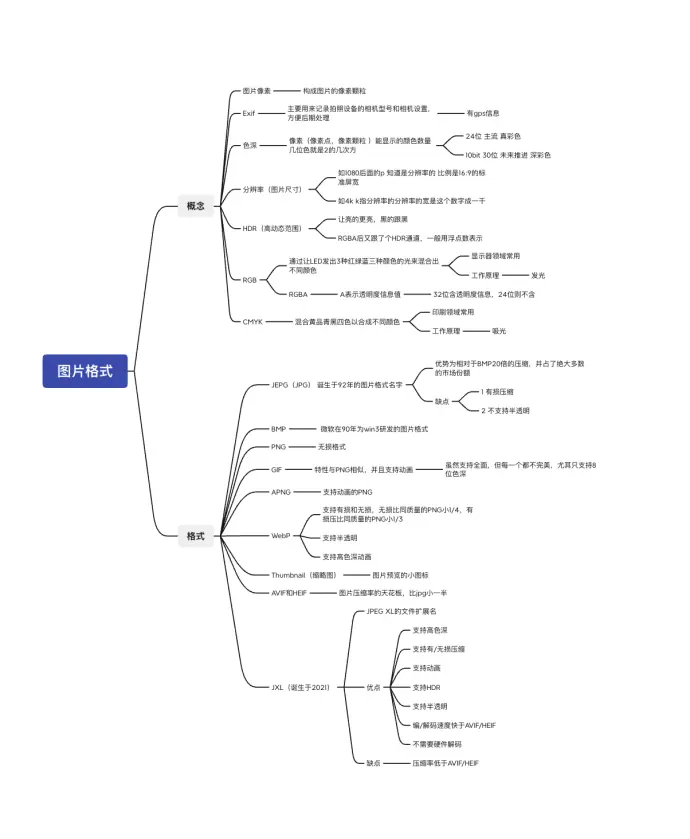 图片格式
概念
图片像素
构成图片的像素颗粒
Exif
主要用来记录拍照设备的相机型号和相机设置,
方便后期处理
有gps信息
色深
像素（像素点，像素颗粒 ）能显示的颜色数量
几位色就是2的几次方
24位 主流 真彩色
10bit 30位 未来推进 深彩色
分辨率（图片尺寸）
如1080后面的p 知道是分辨率的 比例是16:9的标
准屏宽
如4k k指分辨率的分辨率的宽是这个数字成一千
HDR（高动态范围）
让亮的更亮，黑的跟黑
RGBA后又跟了个HDR通道，一般用浮点数表示
RGB
通过让LED发出3种红绿蓝三种颜色的光来混合出
不同颜色
显示器领域常用
工作原理
发光
RGBA
A表示透明度信息值
32位含透明度信息，24位则不含
CMYK
混合黄品青黑四色以合成不同颜色
印刷领域常用
工作原理
吸光
格式
JEPG（JPG） 诞生于92年的图片格式名字
优势为相对于BMP20倍的压缩，并占了绝大多数
的市场份额
缺点
1 有损压缩
2 不支持半透明
BMP
微软在90年为win3研发的图片格式
PNG
无损格式
GIF
特性与PNG相似，并且支持动画
虽然支持全面，但每一个都不完美，尤其只支持8
位色深
APNG
支持动画的PNG
WebP
支持有损和无损，无损比同质量的PNG小1/4，有
损压比同质量的PNG小1/3
支持半透明
支持高色深动画
Thumbnail（缩略图）
图片预览的小图标
AVIF和HEIF
图片压缩率的天花板，比jpg小一半
JXL（诞生于2021）
JPEG XL的文件扩展名
优点
支持高色深
支持有/无损压缩
支持动画
支持HDR
支持半透明
编/解码速度快于AVIF/HEIF
不需要硬件解码
缺点
压缩率低于AVIF/HEIF